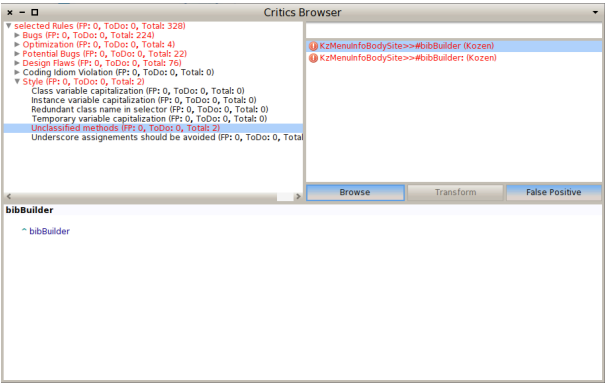 Critics Browser
selected Rules (FP: 0, ToDo: 0, Total: 328)
Bugs (FP: 0, ToDo: 0, Total: 224)
Optimization (FP: 0, ToDo: 0, Total: 4)
Potential Bugs (FP: 0, ToDo: 0, Total: 22)
Design Flaws (FP: 0, ToDo: 0, Total: 76)
Coding Idiom Violation (FP: 0, ToDo: 0, Total: 0)
Style (FP: 0, ToDo: 0, Total: 2)
Class variable capitalization (FP: 0, ToDo: 0, Total: 0)
Instance variable capitalization (FP: 0, ToDo: 0, Total: 0)
Redundant class name in selector (FP: 0, ToDo: 0, Total: 0)
Temporary variable capitalization (FP: 0, ToDo: 0, Total: 0)
Unclassified methods (FP: 0, ToDo: 0, Total: 2)
Underscore assignements should be avoided (FP: 0, ToDo: 0, Total
KzMenuInfoBodySite>>#bibBuilder (Kozen)
KzMenuInfoBodySite>>#bibBuilder: (Kozen)
Browse
Transform
False Positive
bibBuilder
^ bibBuilder